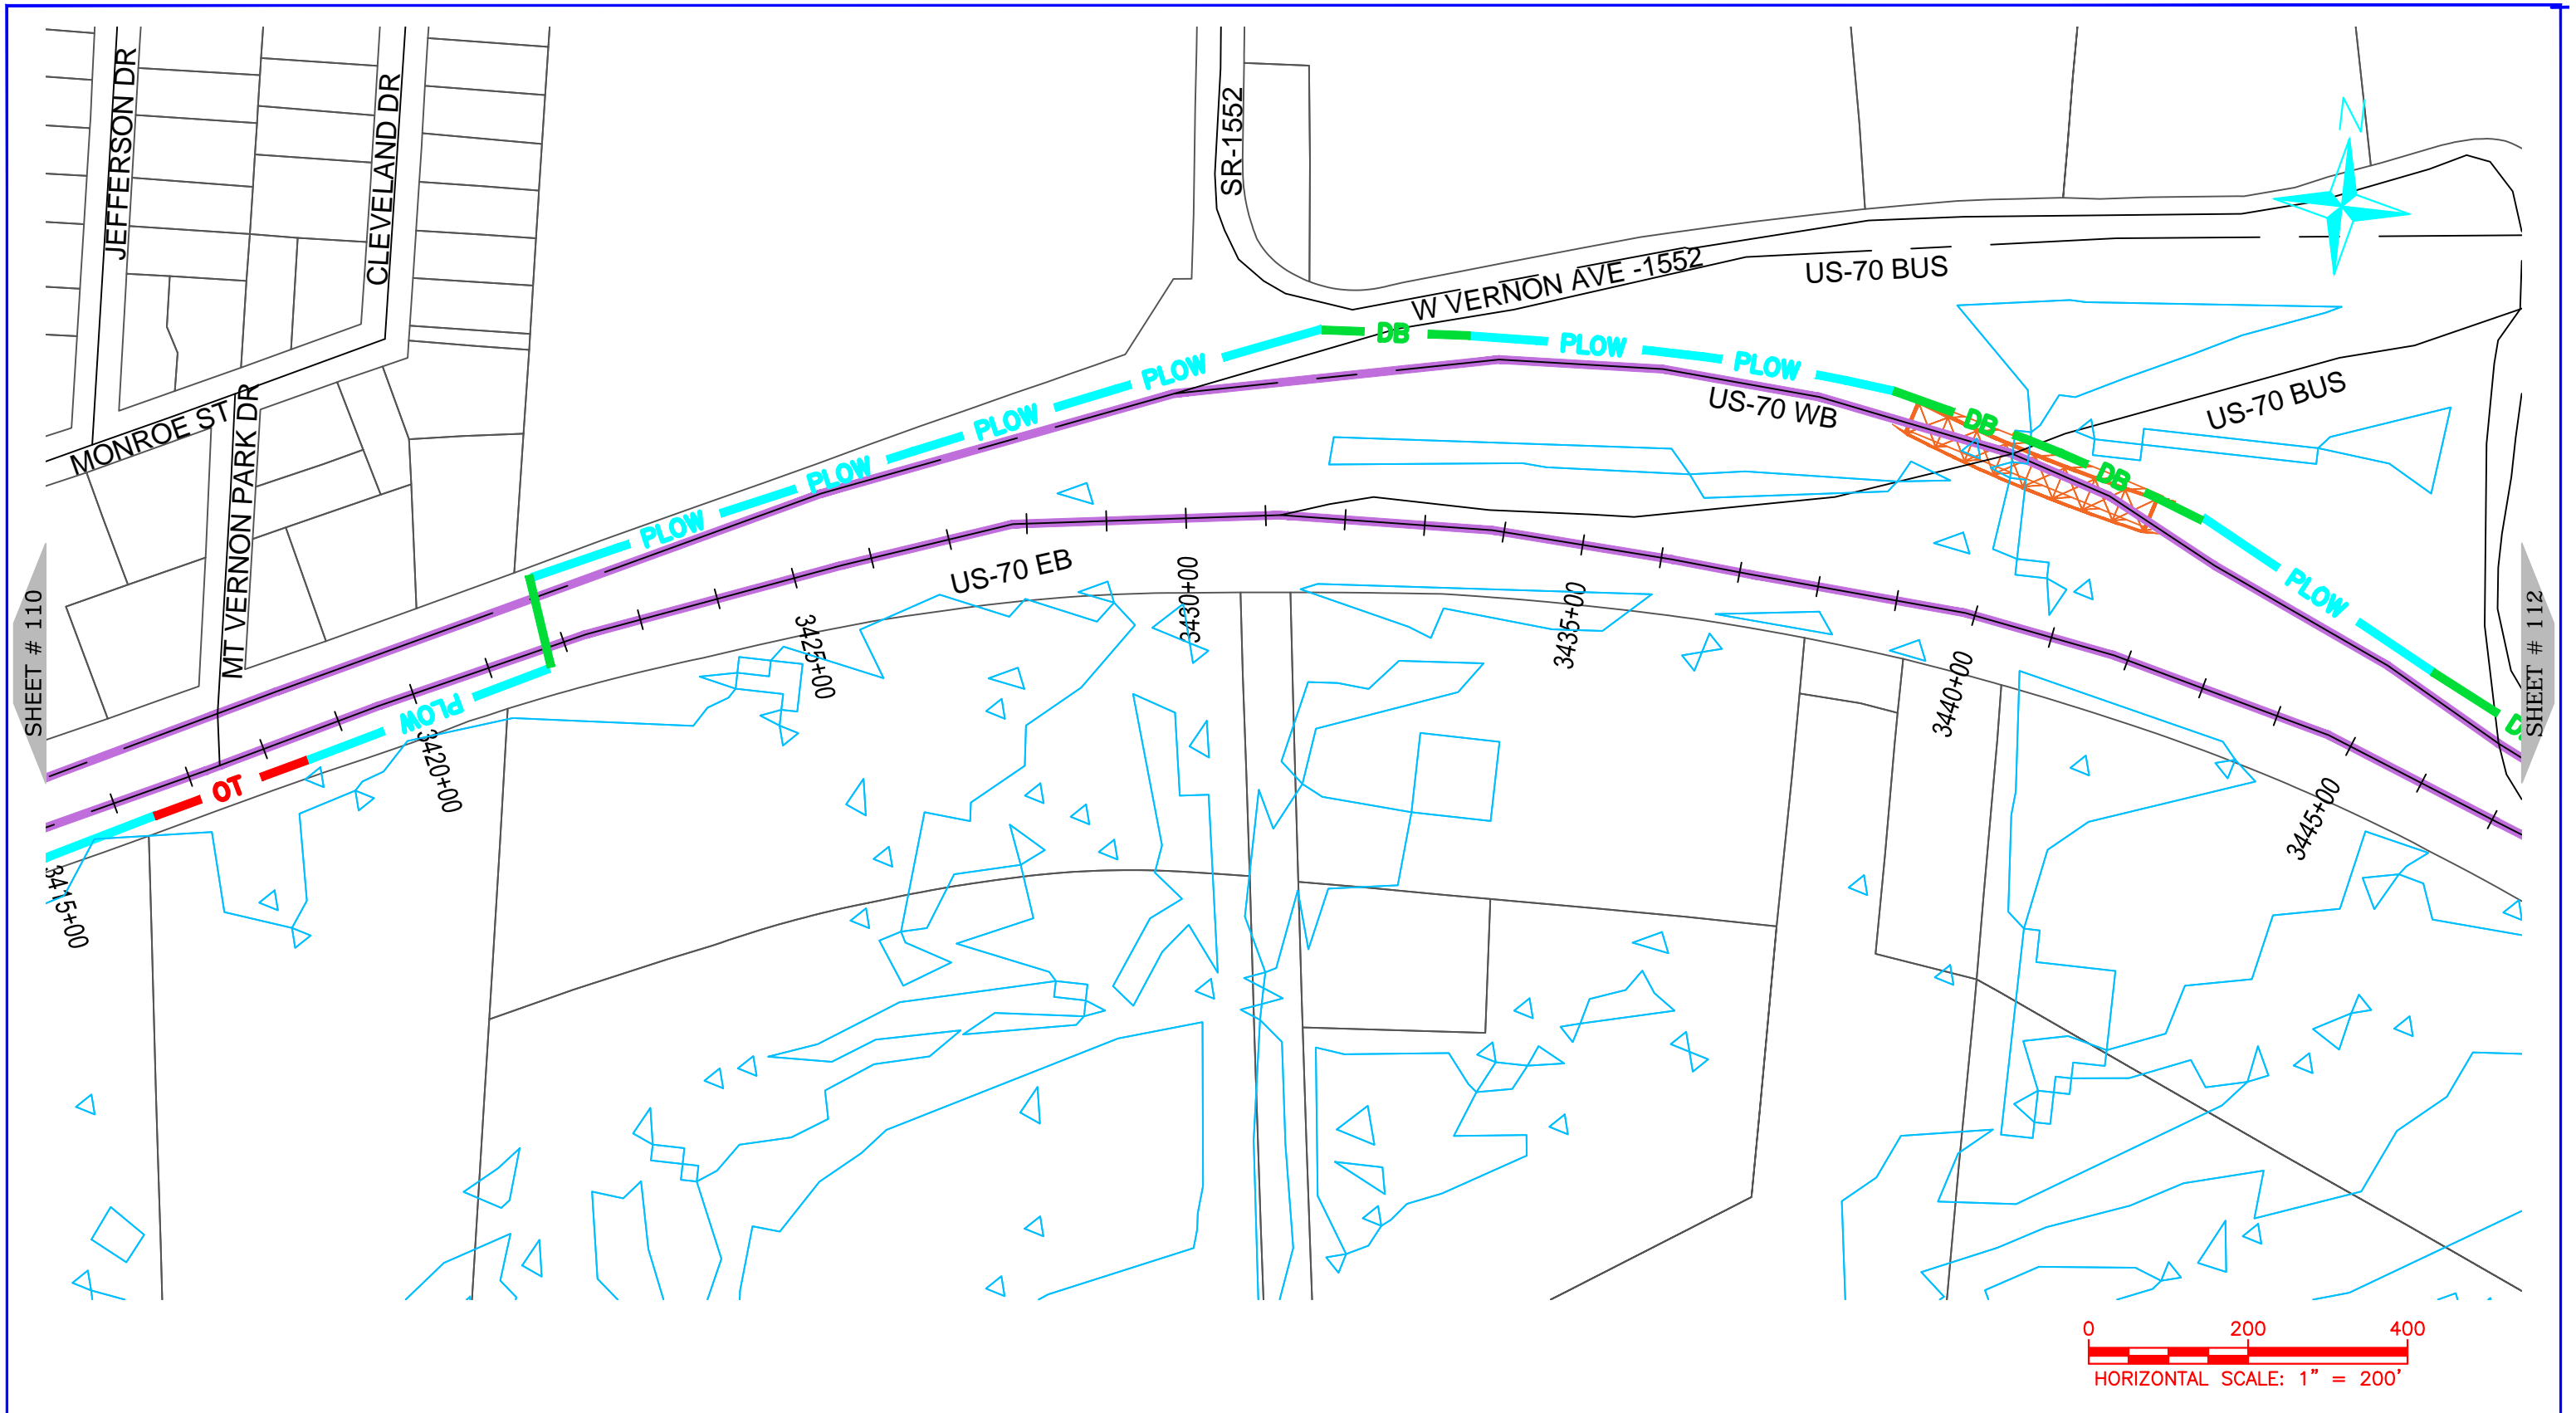 JEFFERSON DR
CLEVELAND DR
SR-1552
N
W VERNON AVE -1552
US-70 BUS
DB
PLOW
PLOW
PLOW
PLOW
PLOW
PLOW
US-70 WB
DB
DB
US-70 BUS
MONROE ST
MT VERNON PARK DR
US-70 EB
PLOW
SHEET # 110
SHEET # 112
PLOW
OT
3415+00
3420+00
3425+00
3430+00
3435+00
3440+00
3445+00
0 200 400
HORIZONTAL SCALE: 1" = 200'